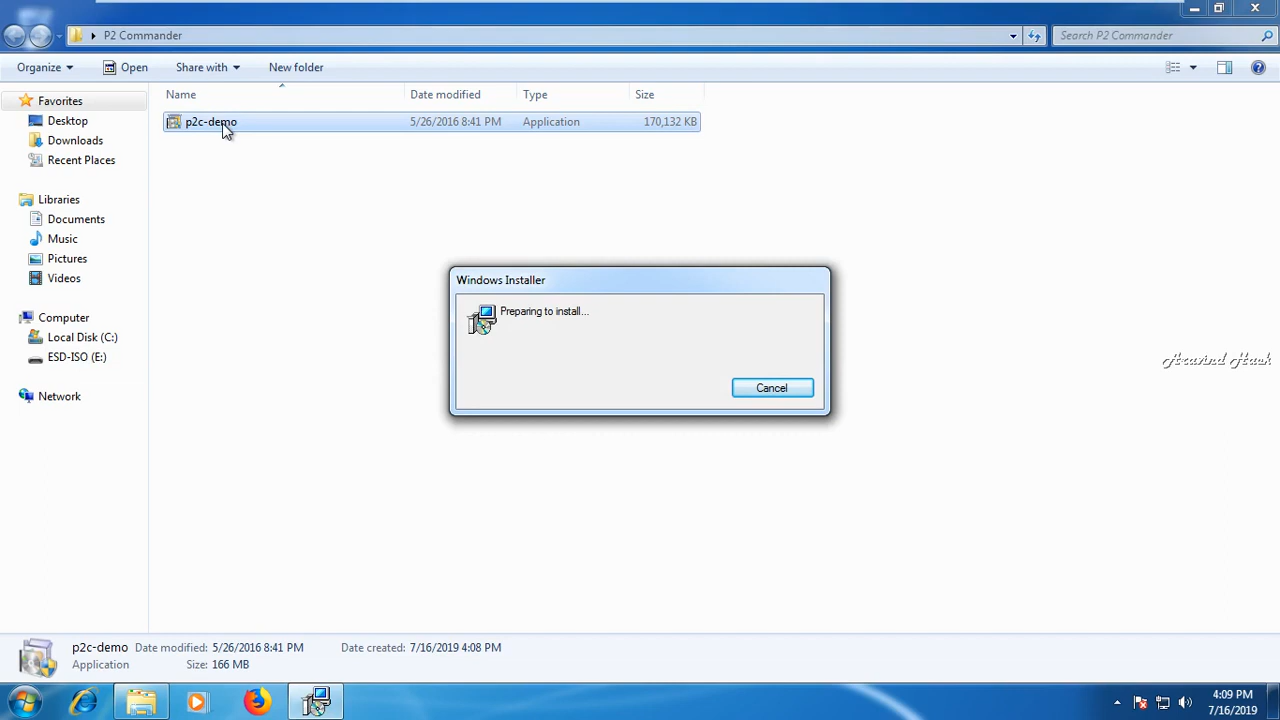 P2 Commander
Search P2 Commander
Organize Open Share with New folder
Name Date modified Type Size
p2c-demo 5/26/2016 8:41 PM Application 170,132 KB
Favorites
Desktop
Downloads
Recent Places
Libraries
Documents
Music
Pictures
Videos
Computer
Local Disk (C:)
ESD-ISO (E:)
Network
Windows Installer
Preparing to install...
Cancel
Aravind Hask
p2c-demo Date modified: 5/26/2016 8:41 PM Date created: 7/16/2019 4:08 PM
Application Size: 166 MB
4:09 PM
7/16/2019